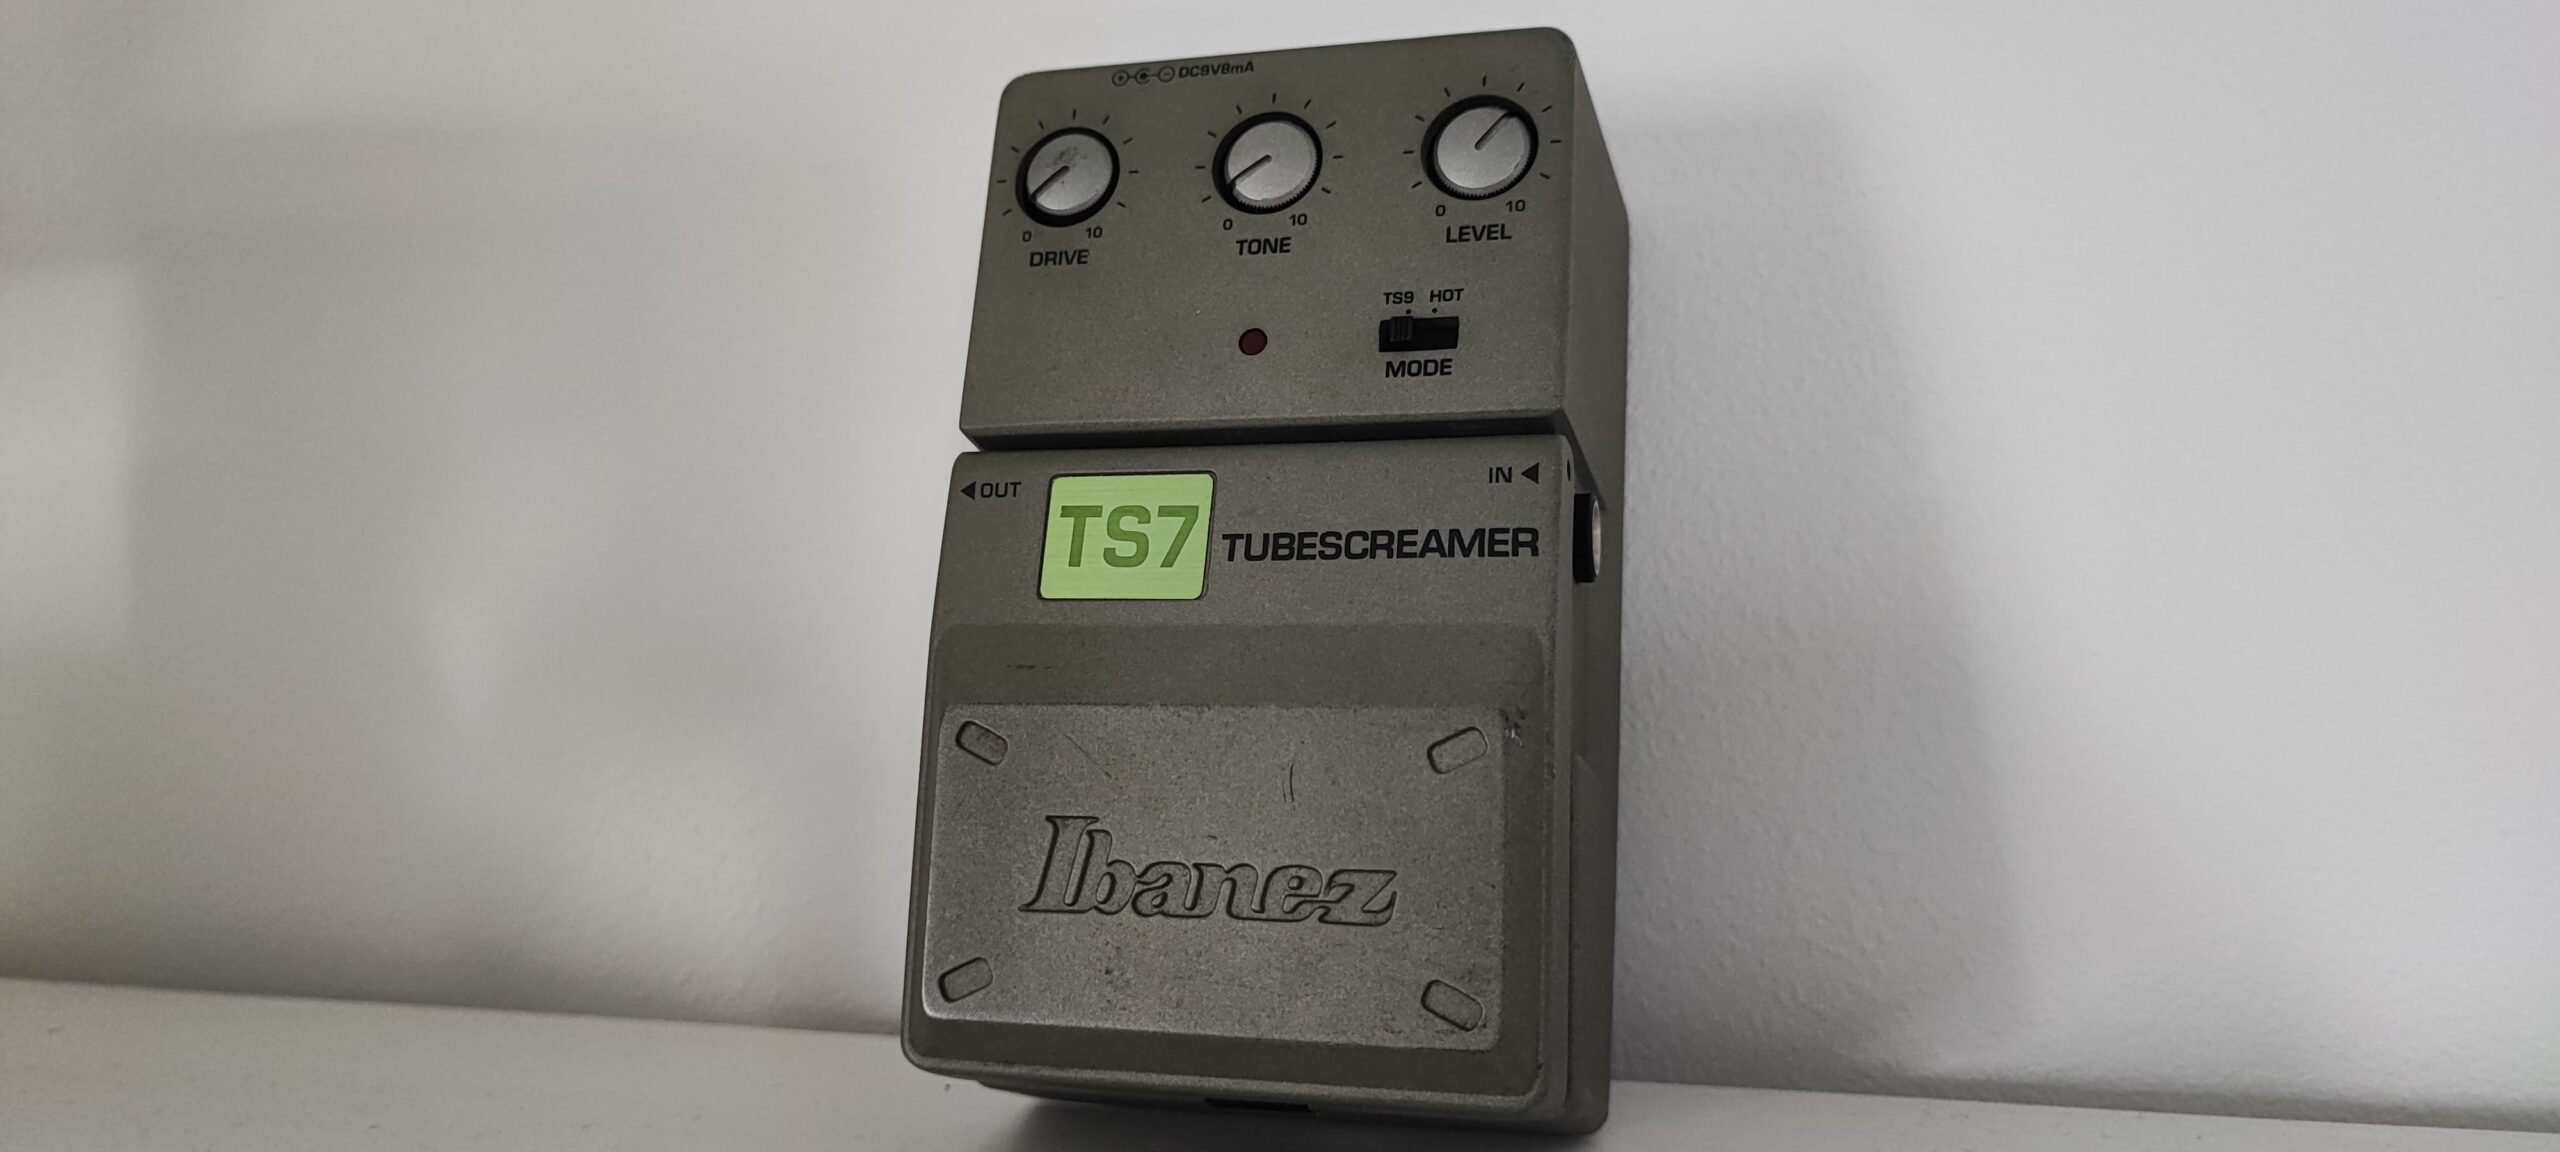 DC9V8mA
0 10 0 10 0 10
DRIVE TONE LEVEL
TS9 HOT
MODE
OUT IN
TS7 TUBESCREAMER
Ibanez